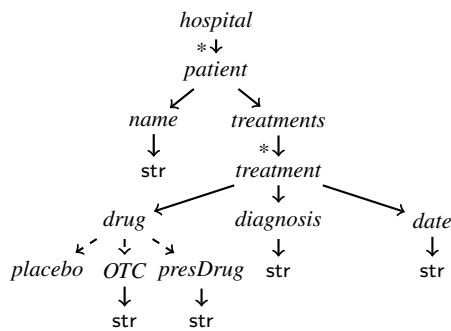 hospital
*
patient
name treatments
str *
treatment
drug diagnosis date
placebo OTC presDrug str str
str str